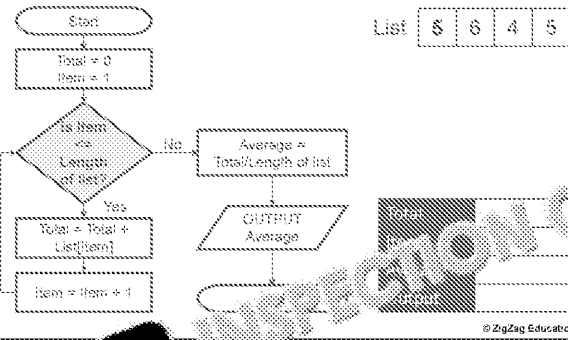 Start
Total = 0
Item = 1
Is Item
<=
Length
of list?
No
Yes
Total = Total +
List[Item]
Item = Item + 1
Average =
Total/Length of list
OUTPUT
Average
List 5 6 4 5
Total
Output
INSPECTION
© ZigZag Educatio